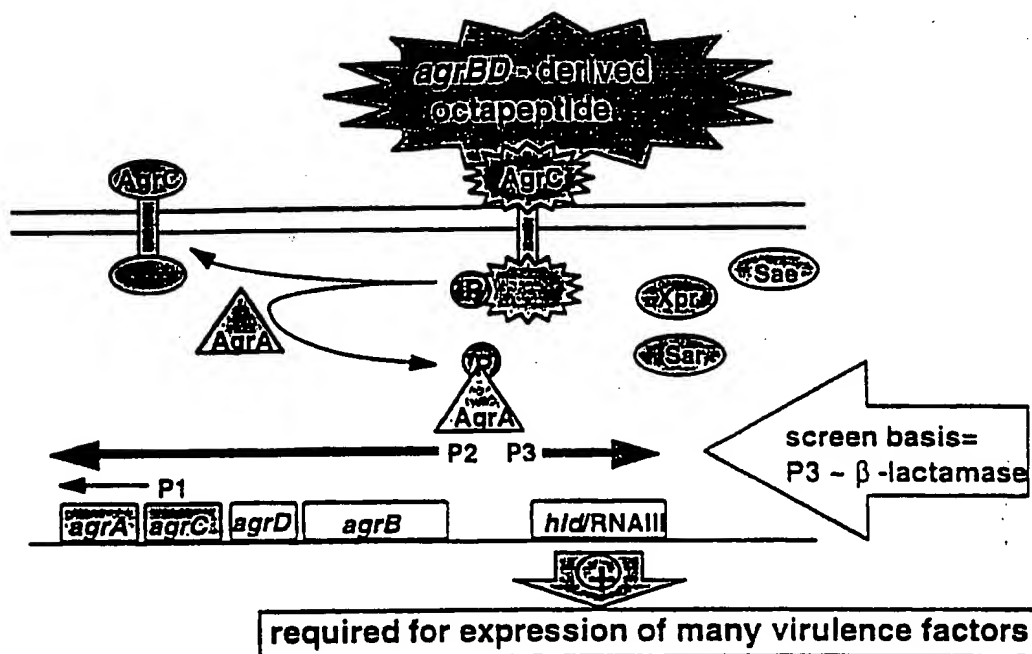 agrBD - derived
octapeptide
AgrC
AgrC
Sae
P
Xpr
AgrA
Sar
P
AgrA
screen basis=
P3 ~ β -lactamase
P2 P3
P1
agrA agrC agrD agrB hld/RNAIII
+
required for expression of many virulence factors